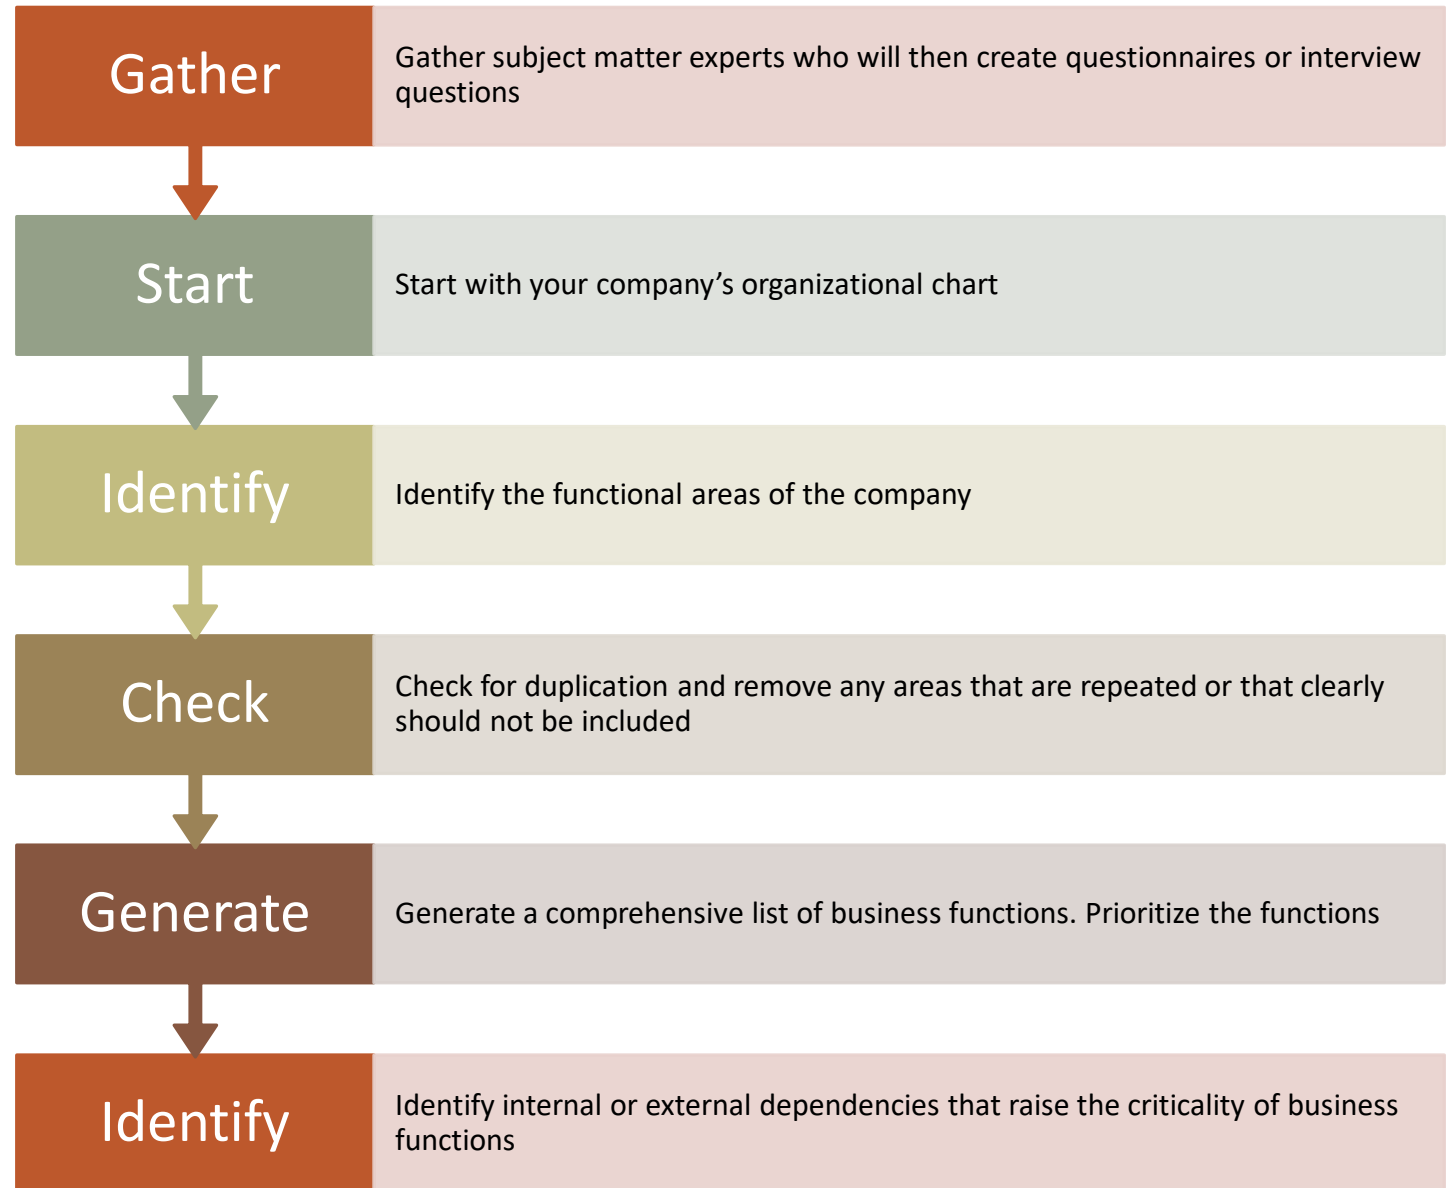 Gather
Gather subject matter experts who will then create questionnaires or interview
questions
Start
Start with your company’s organizational chart
Identify
Identify the functional areas of the company
Check
Check for duplication and remove any areas that are repeated or that clearly
should not be included
Generate
Generate a comprehensive list of business functions. Prioritize the functions
Identify
Identify internal or external dependencies that raise the criticality of business
functions